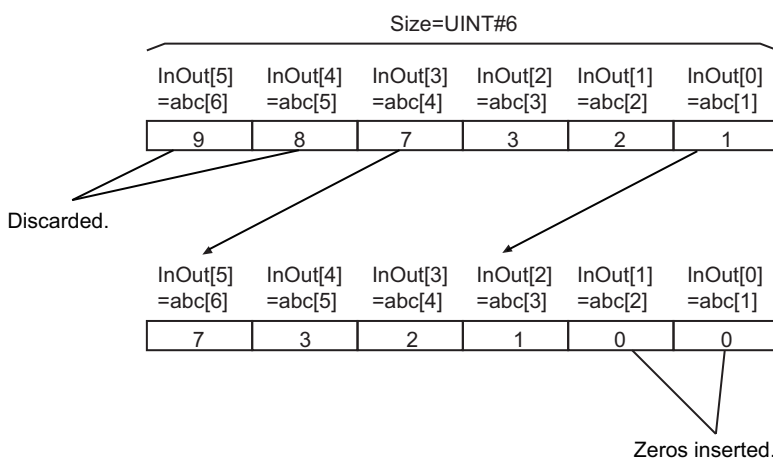 Size=UINT#6
InOut[5] InOut[4] InOut[3] InOut[2] InOut[1] InOut[0]
=abc[6] =abc[5] =abc[4] =abc[3] =abc[2] =abc[1]
9 8 7 3 2 1
Discarded.
InOut[5] InOut[4] InOut[3] InOut[2] InOut[1] InOut[0]
=abc[6] =abc[5] =abc[4] =abc[3] =abc[2] =abc[1]
7 3 2 1 0 0
Zeros inserted.